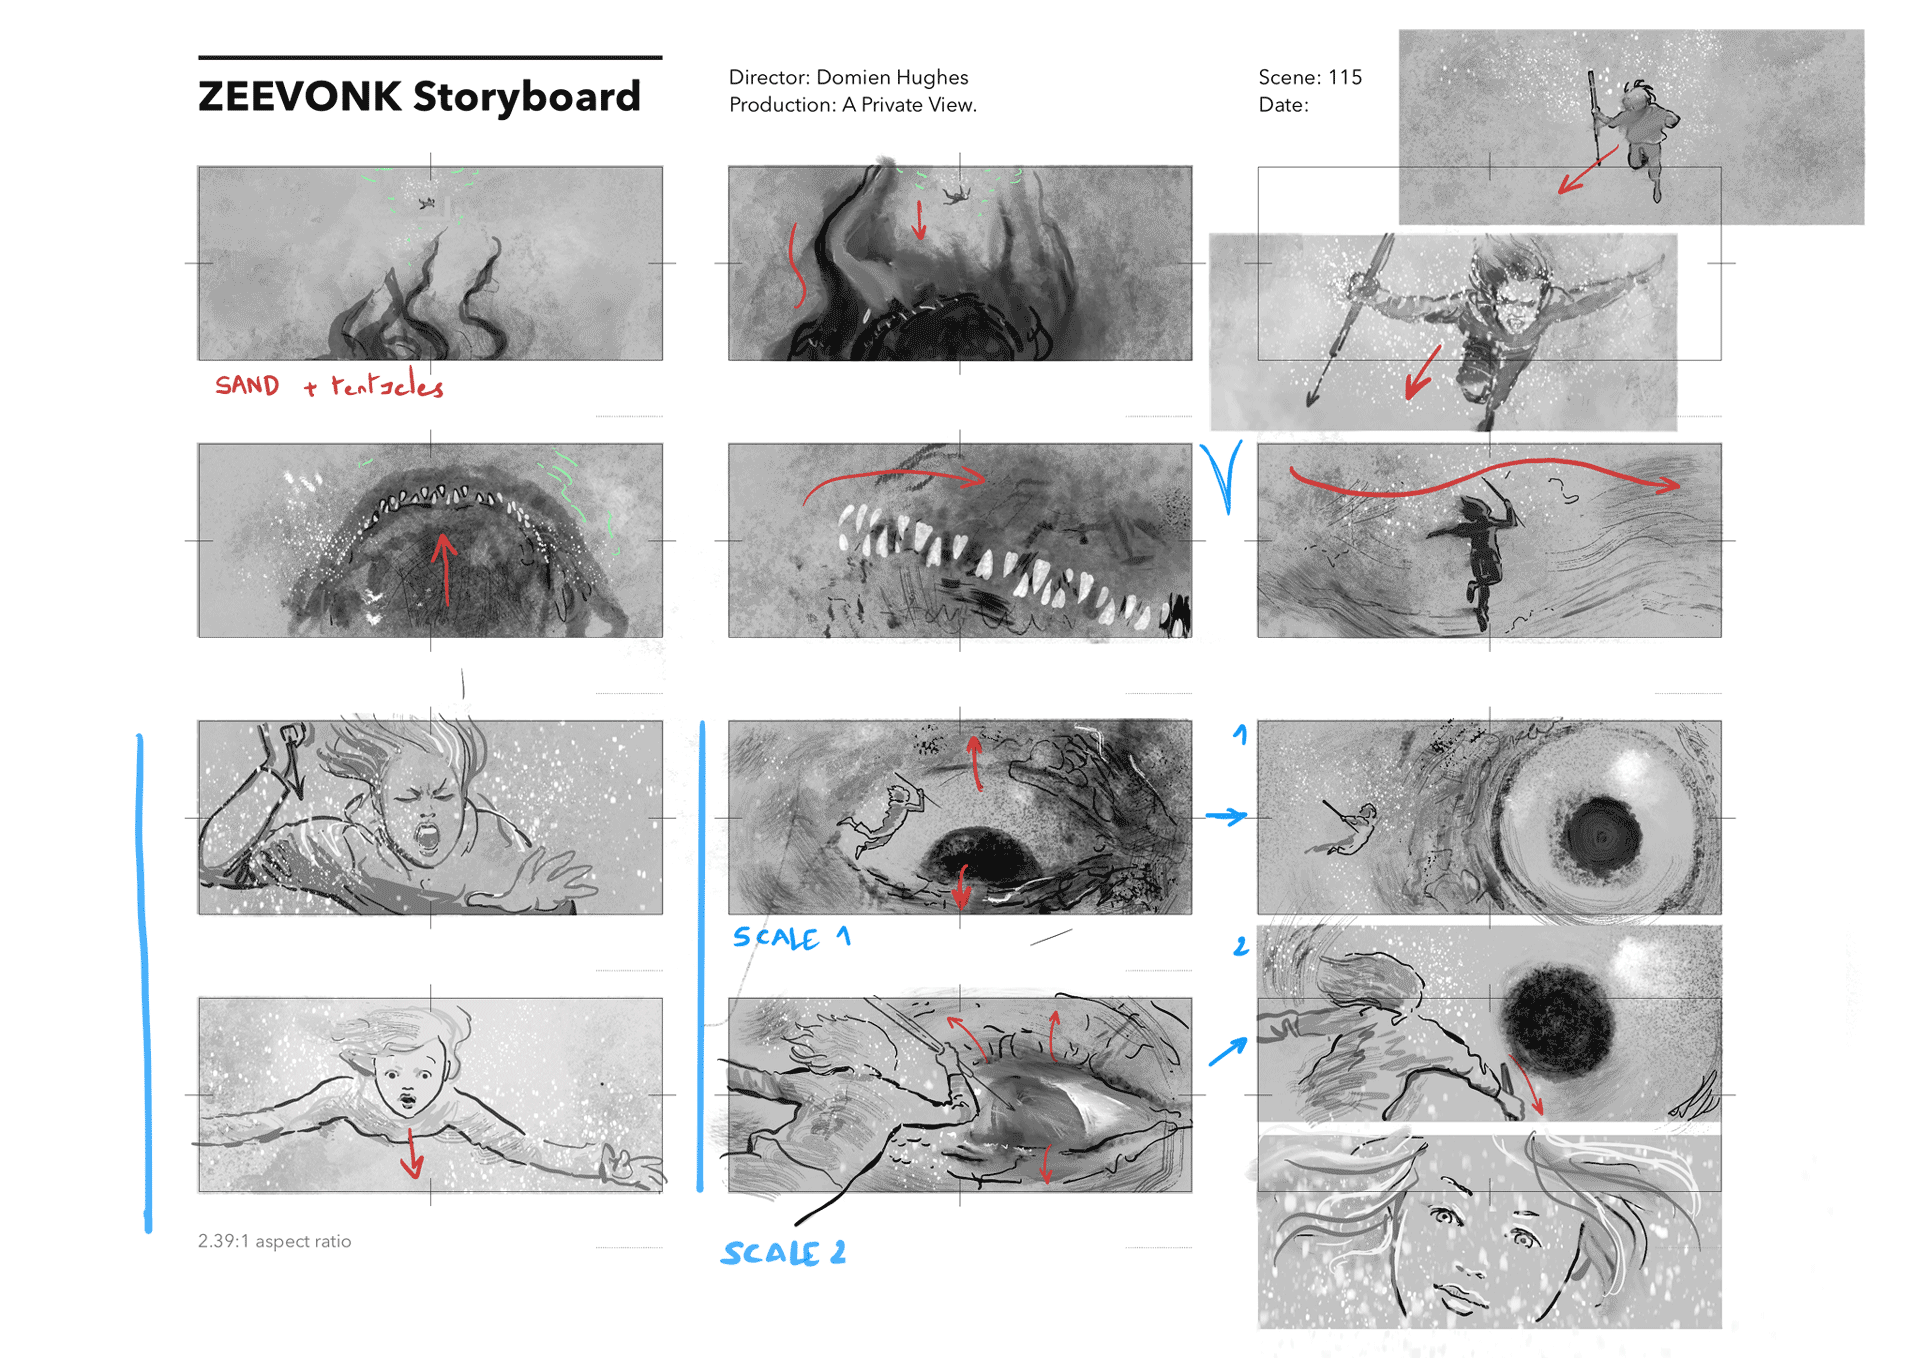 ZEEVONK Storyboard
Director: Domien Hughes
Production: A Private View.
Scene: 115
Date:
SAND + tentacles
1
SCALE 1
2
2.39:1 aspect ratio
SCALE 2